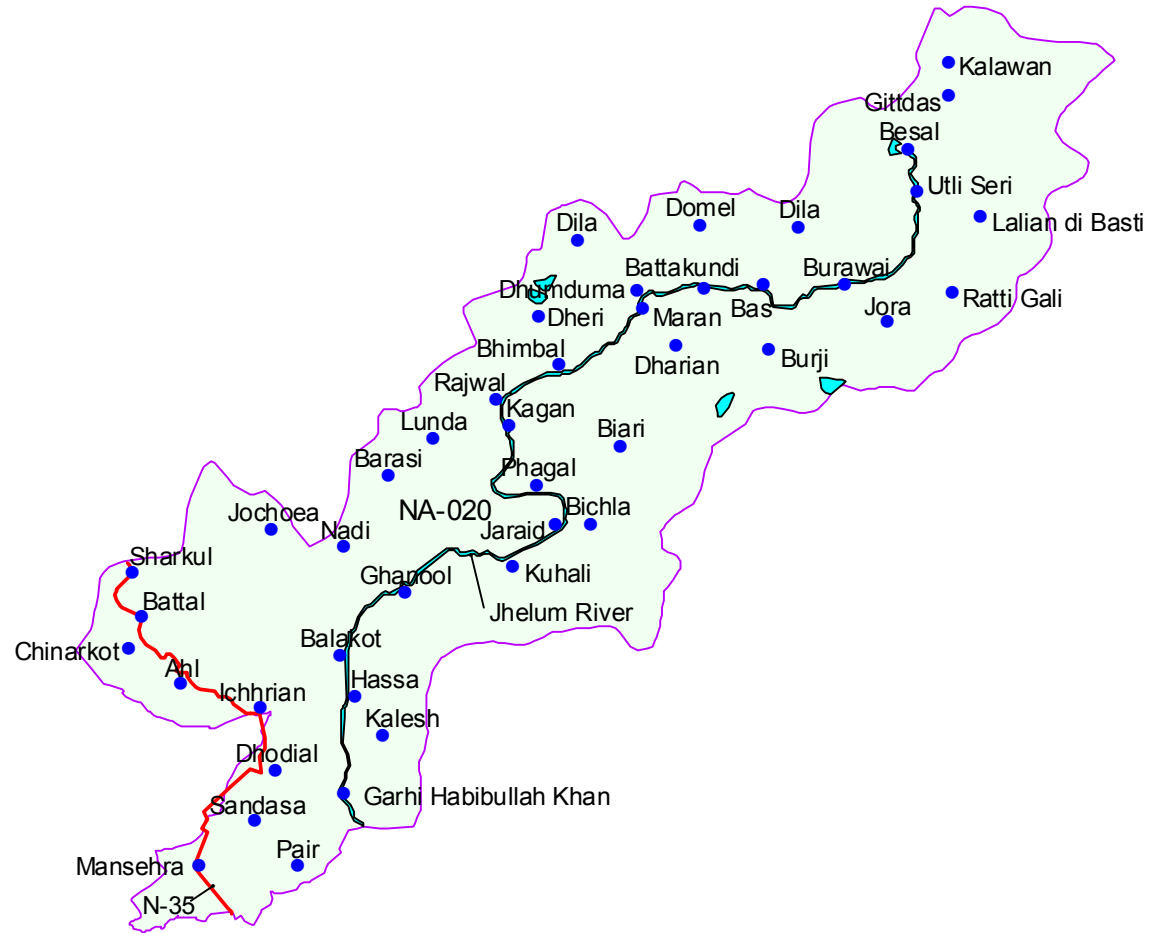 Kalawan
Gittdas
Besal
Utli Seri
Lalian di Basti
Domel
Dila
Dila
Battakundi
Burawai
Dhumduma
Bas
Ratti Gali
Jora
Maran
Dheri
Bhimbal
Dharian
Burji
Rajwal
Kagan
Lunda
Biari
Barasi
Phagal
NA-020
Bichla
Jochoea
Nadi
Jaraid
Sharkul
Ghanool
Kuhali
Battal
Jhelum River
Balakot
Chinarkot
Ahl
Hassa
Ichhrian
Kalesh
Dhodial
Garhi Habibullah Khan
Sandasa
Pair
Mansehra
N-35